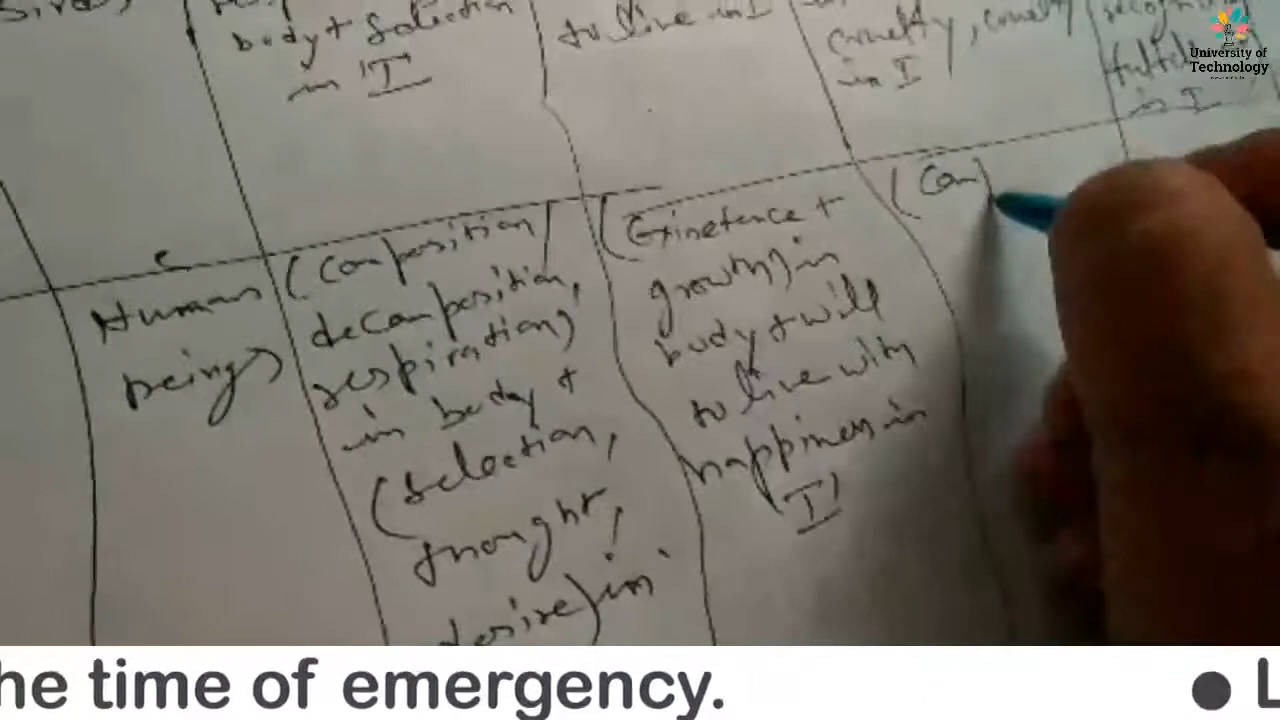 body + selection
in 'I'
to live in I
cruelty, cruelty
in I
in I
University of
Technology
Human
beings
(Composition/
decomposition,
respiration)
in body +
(selection,
thought,
desire) in
(Existence +
growth) in
body + will
to live with
happiness in
'I'
(Con
he time of emergency.
● L